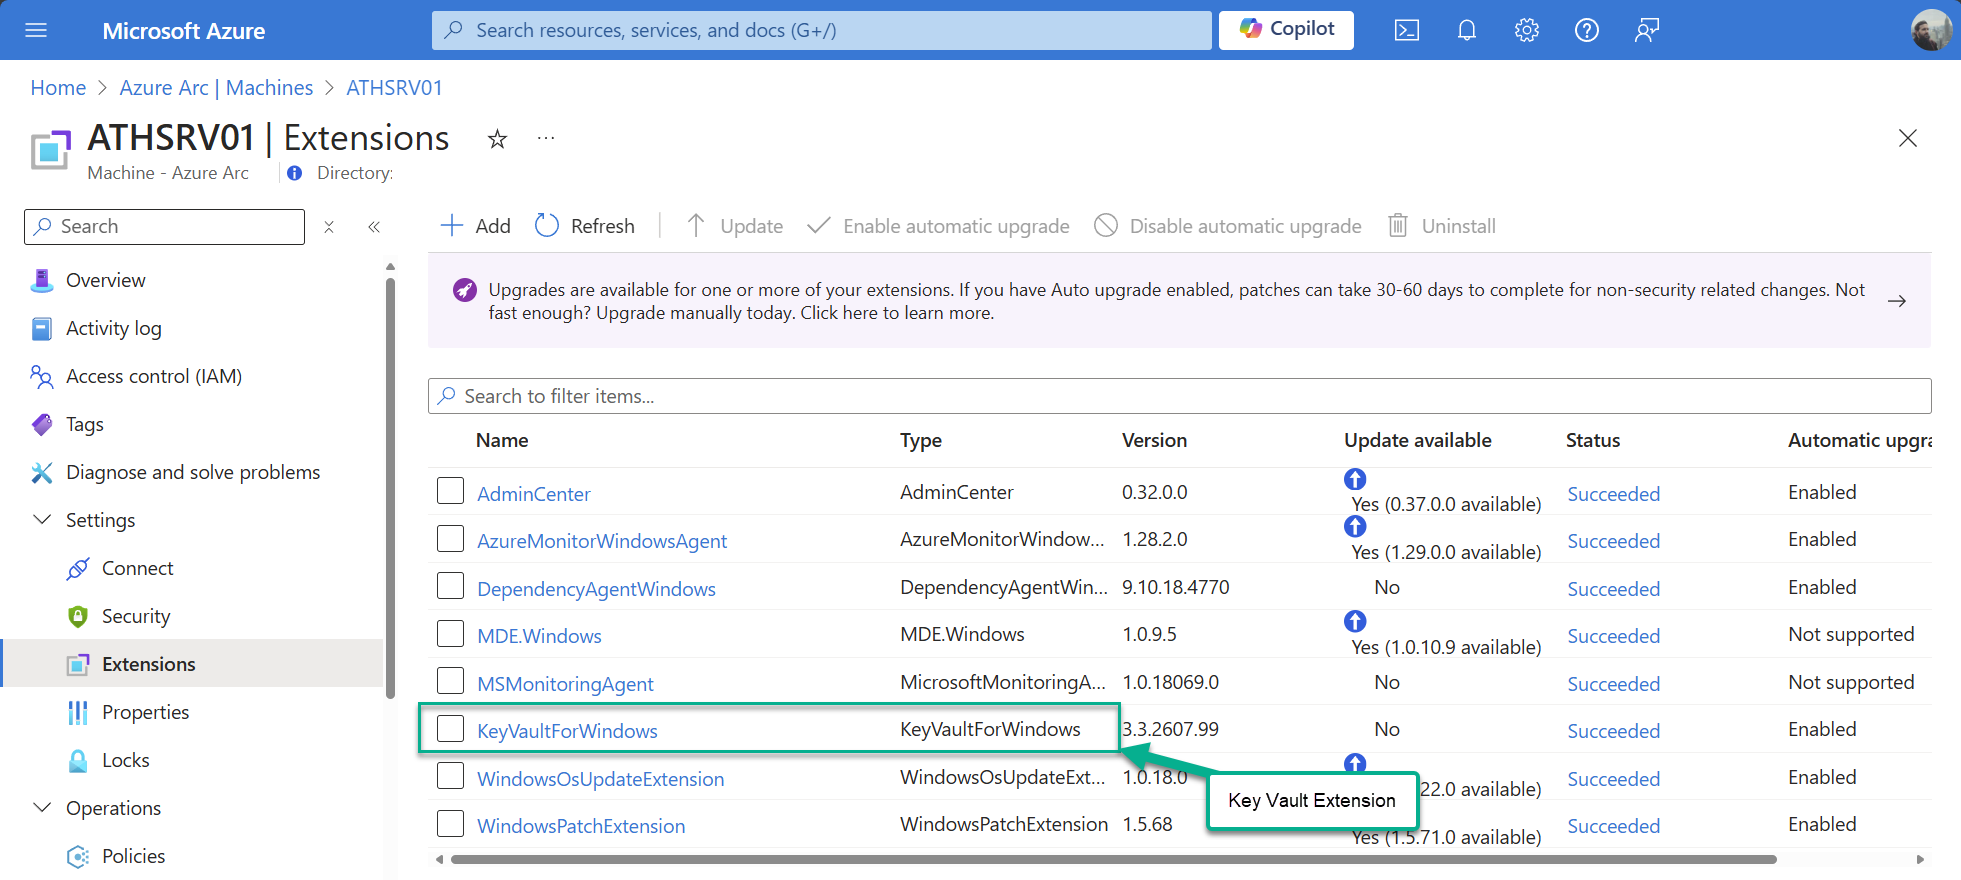 Microsoft Azure
Search resources, services, and docs (G+/)
Copilot
Home > Azure Arc | Machines > ATHSRV01
ATHSRV01 | Extensions
Machine - Azure Arc
Directory:
Search
Add
Refresh
Update
Enable automatic upgrade
Disable automatic upgrade
Uninstall
Overview
Activity log
Access control (IAM)
Tags
Diagnose and solve problems
Settings
Connect
Security
Extensions
Properties
Locks
Operations
Policies
Upgrades are available for one or more of your extensions. If you have Auto upgrade enabled, patches can take 30-60 days to complete for non-security related changes. Not
fast enough? Upgrade manually today. Click here to learn more.
Search to filter items...
Name Type Version Update available Status Automatic upgra
AdminCenter AdminCenter 0.32.0.0 Yes (0.37.0.0 available) Succeeded Enabled
AzureMonitorWindowsAgent AzureMonitorWindow... 1.28.2.0 Yes (1.29.0.0 available) Succeeded Enabled
DependencyAgentWindows DependencyAgentWin... 9.10.18.4770 No Succeeded Enabled
MDE.Windows MDE.Windows 1.0.9.5 Yes (1.0.10.9 available) Succeeded Not supported
MSMonitoringAgent MicrosoftMonitoringA... 1.0.18069.0 No Succeeded Not supported
KeyVaultForWindows KeyVaultForWindows 3.3.2607.99 No Succeeded Enabled
WindowsOsUpdateExtension WindowsOsUpdateExt... 1.0.18.0 22.0 available) Succeeded Enabled
WindowsPatchExtension WindowsPatchExtension 1.5.68 Yes (1.5.71.0 available) Succeeded Enabled
Key Vault Extension